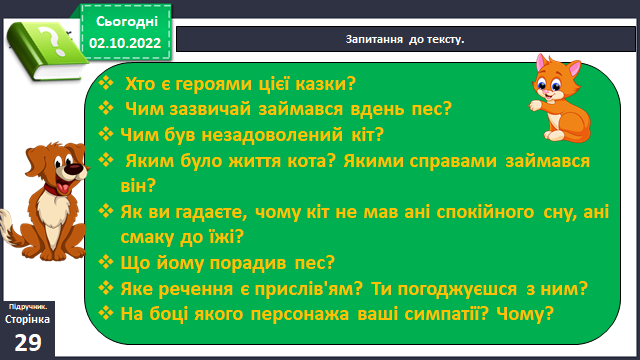 Сьогодні
02.10.2022
Запитання до тексту.
❖ Хто є героями цієї казки?
❖ Чим зазвичай займався вдень пес?
❖ Чим був незадоволений кіт?
❖ Яким було життя кота? Якими справами займався
він?
❖ Як ви гадаєте, чому кіт не мав ані спокійного сну, ані
смаку до їжі?
❖ Що йому порадив пес?
❖ Яке речення є прислів'ям? Ти погоджуєшся з ним?
❖ На боці якого персонажа ваші симпатії? Чому?
Підручник.
Сторінка
29